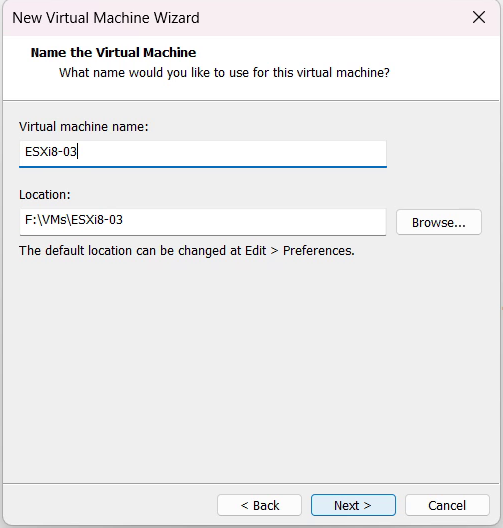 New Virtual Machine Wizard
Name the Virtual Machine
What name would you like to use for this virtual machine?
Virtual machine name:
ESXi8-03
Location:
F:\VMs\ESXi8-03
Browse...
The default location can be changed at Edit > Preferences.
< Back
Next >
Cancel